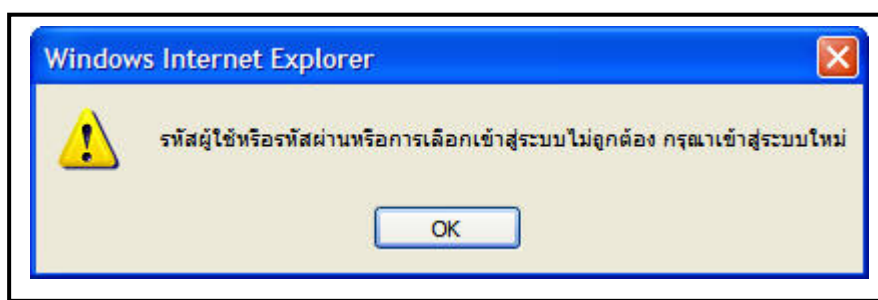 Windows Internet Explorer
รหัสผู้ใช้หรือรหัสผ่านหรือการเลือกเข้าสู่ระบบไม่ถูกต้อง กรุณาเข้าสู่ระบบใหม่
OK